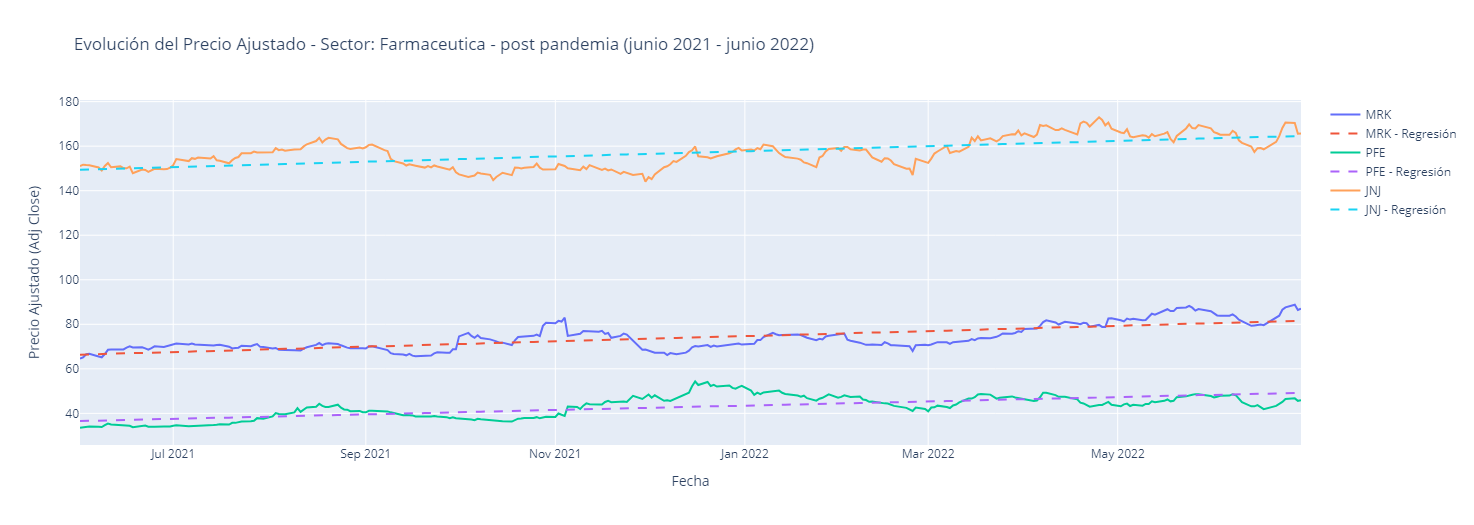 Evolución del Precio Ajustado - Sector: Farmaceutica - post pandemia (junio 2021 - junio 2022)
Precio Ajustado (Adj Close)
180
160
140
120
100
80
60
40
Jul 2021
Sep 2021
Nov 2021
Jan 2022
Mar 2022
May 2022
Fecha
MRK
MRK - Regresión
PFE
PFE - Regresión
JNJ
JNJ - Regresión